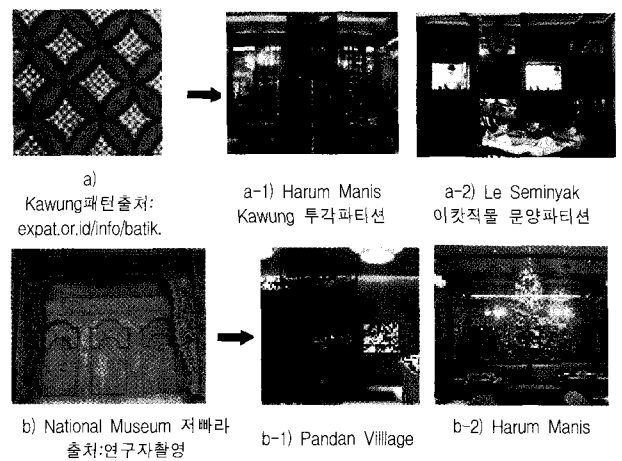 a)
Kawung패턴출처:
expat.or.id/info/batik.
a-1) Harum Manis
Kawung 투각파티션
a-2) Le Seminyak
이캇직물 문양파티션
b) National Museum 저빠라
출처:연구자촬영
b-1) Pandan Villlage
b-2) Harum Manis